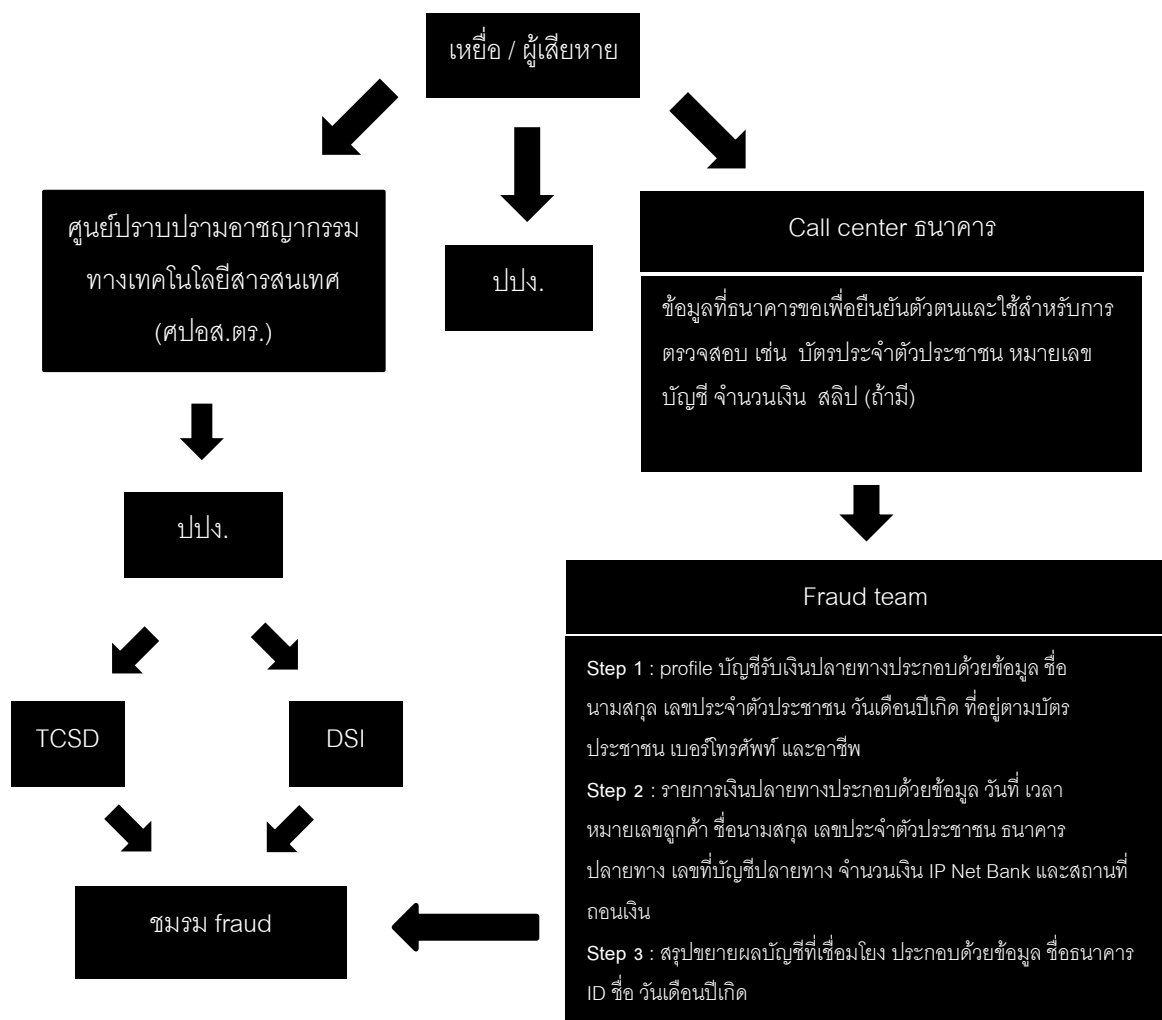 เหยื่อ / ผู้เสียหาย
ศูนย์ปราบปรามอาชญากรรม
ทางเทคโนโลยีสารสนเทศ
(ศปอส.ตร.)
ปปง.
Call center ธนาคาร
ข้อมูลที่ธนาคารขอเพื่อยืนยันตัวตนและใช้สำหรับการ
ตรวจสอบ เช่น บัตรประจำตัวประชาชน หมายเลข
บัญชี จำนวนเงิน สลิป (ถ้ามี)
ปปง.
TCSD
DSI
ชมรม fraud
Fraud team
Step 1 : profile บัญชีรับเงินปลายทางประกอบด้วยข้อมูล ชื่อ
นามสกุล เลขประจำตัวประชาชน วันเดือนปีเกิด ที่อยู่ตามบัตร
ประชาชน เบอร์โทรศัพท์ และอาชีพ
Step 2 : รายการเงินปลายทางประกอบด้วยข้อมูล วันที่ เวลา
หมายเลขลูกค้า ชื่อนามสกุล เลขประจำตัวประชาชน ธนาคาร
ปลายทาง เลขที่บัญชีปลายทาง จำนวนเงิน IP Net Bank และสถานที่
ถอนเงิน
Step 3 : สรุปขยายผลบัญชีที่เชื่อมโยง ประกอบด้วยข้อมูล ชื่อธนาคาร
ID ชื่อ วันเดือนปีเกิด